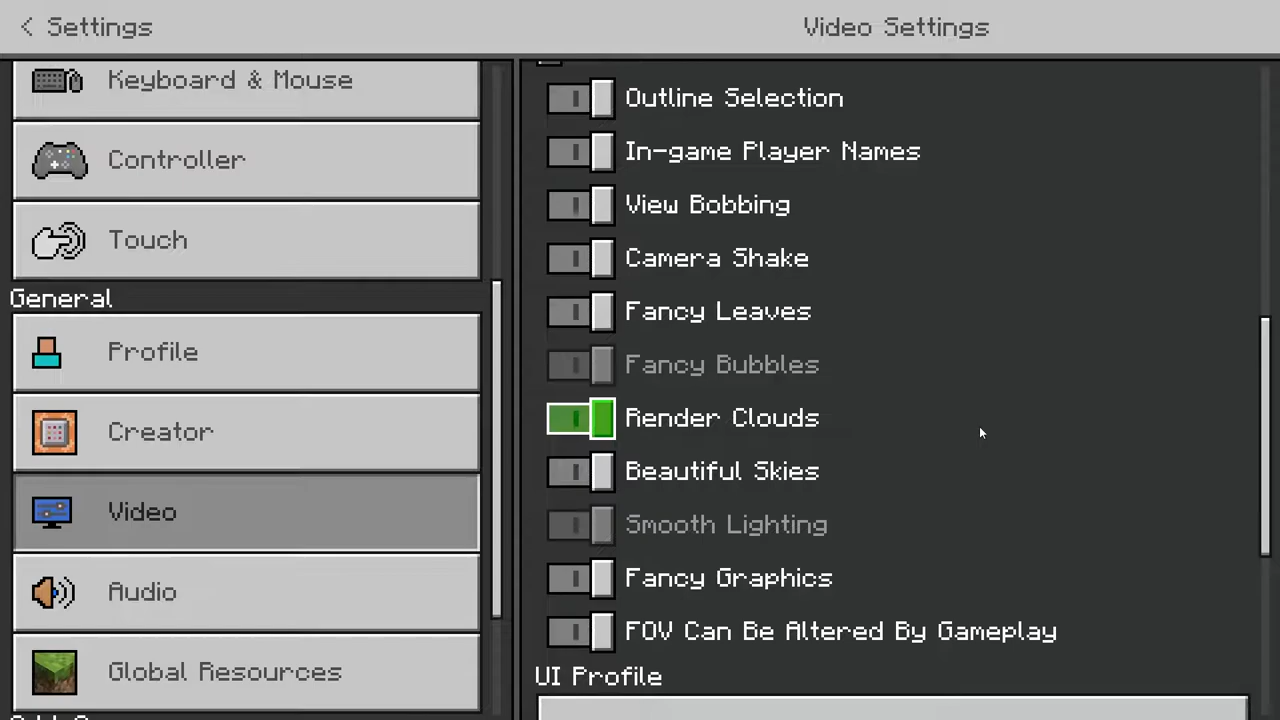 Settings
Video Settings
Keyboard & Mouse
Controller
Touch
General
Profile
Creator
Video
Audio
Global Resources
Outline Selection
In-game Player Names
View Bobbing
Camera Shake
Fancy Leaves
Fancy Bubbles
Render Clouds
Beautiful Skies
Smooth Lighting
Fancy Graphics
FOV Can Be Altered By Gameplay
UI Profile